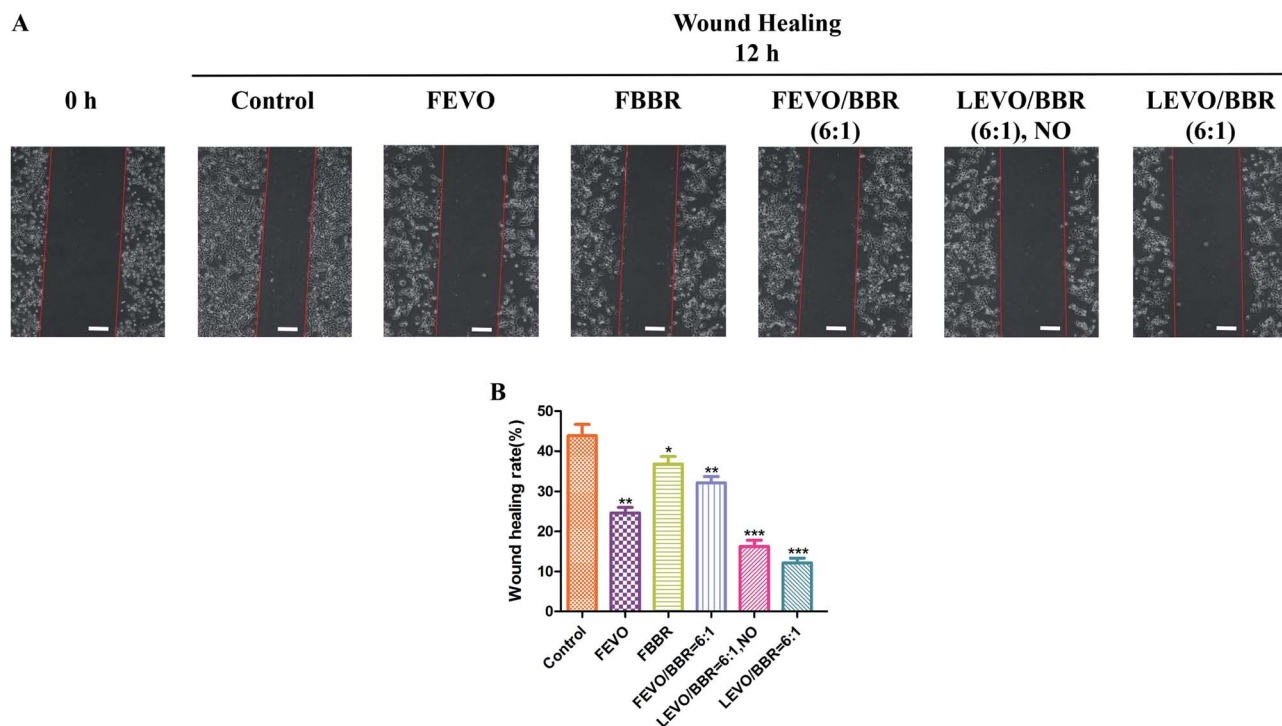 A
Wound Healing
12 h
0 h
Control
FEVO
FBBR
FEVO/BBR
(6:1)
LEVO/BBR
(6:1), NO
LEVO/BBR
(6:1)
B
Wound healing rate(%)
50
40
30
20
10
0
**
*
**
***
***
Control
FEVO
FBBR
FEVO/BBR=6:1
LEVO/BBR=6:1,NO
LEVO/BBR=6:1